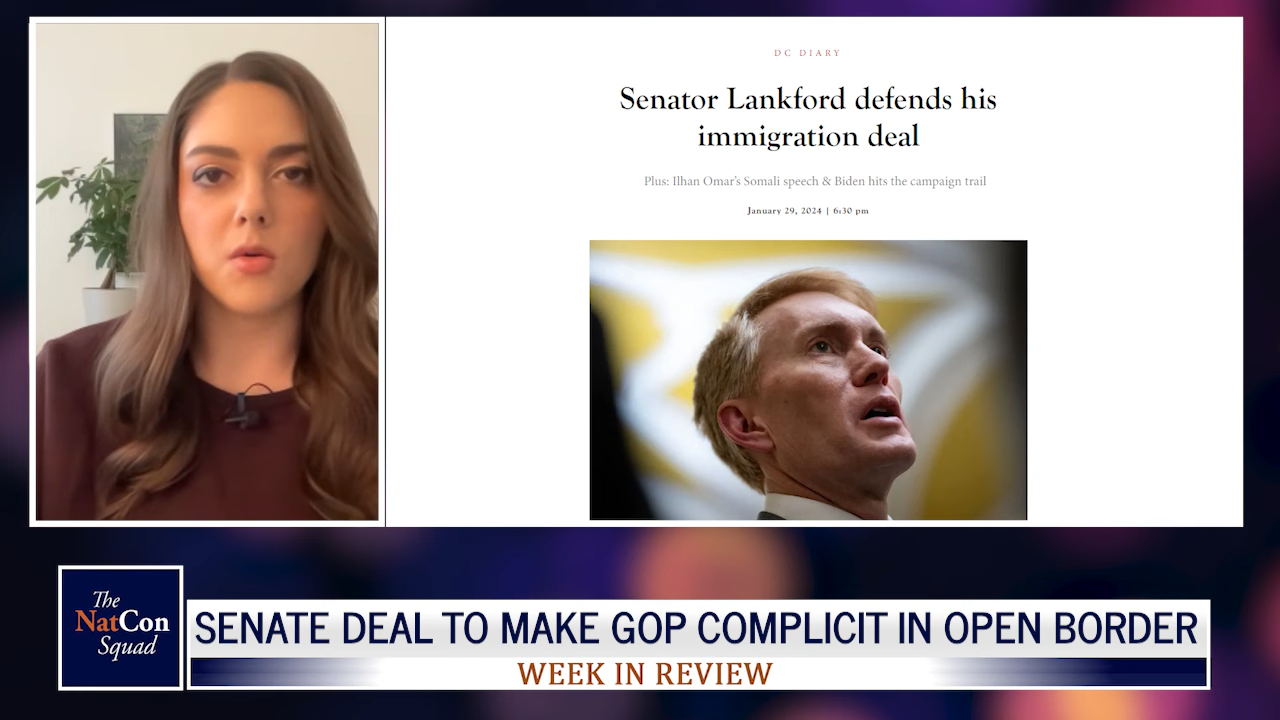 DC DIARY
Senator Lankford defends his
immigration deal
Plus: Ilhan Omar's Somali speech & Biden hits the campaign trail
January 29, 2024 | 6:30 pm
The
NatCon
Squad
SENATE DEAL TO MAKE GOP COMPLICIT IN OPEN BORDER
WEEK IN REVIEW